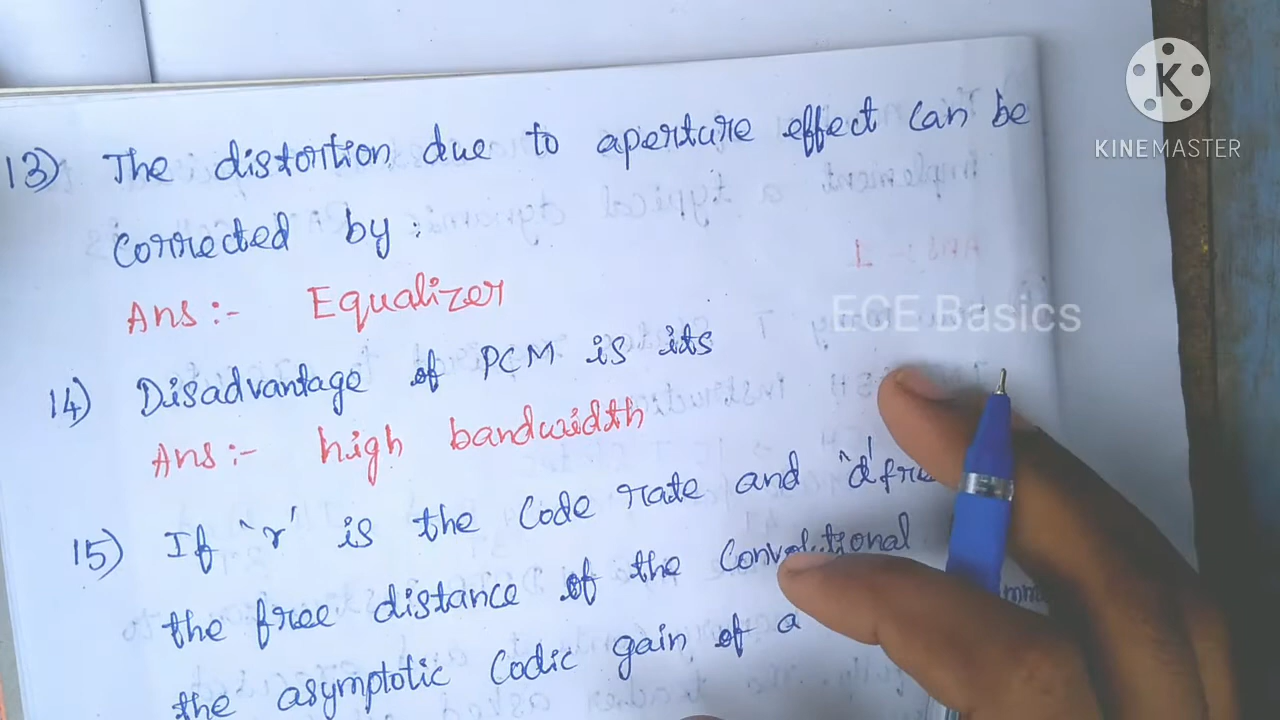 KINEMASTER
13) The distortion due to aperture effect can be
corrected by :
Ans :- Equalizer
ECE Basics
14) Disadvantage of PCM is its
Ans :- high bandwidth
15) If 'r' is the Code rate and 'd
the free distance of the Convolutional
the asymptotic Codic gain of a